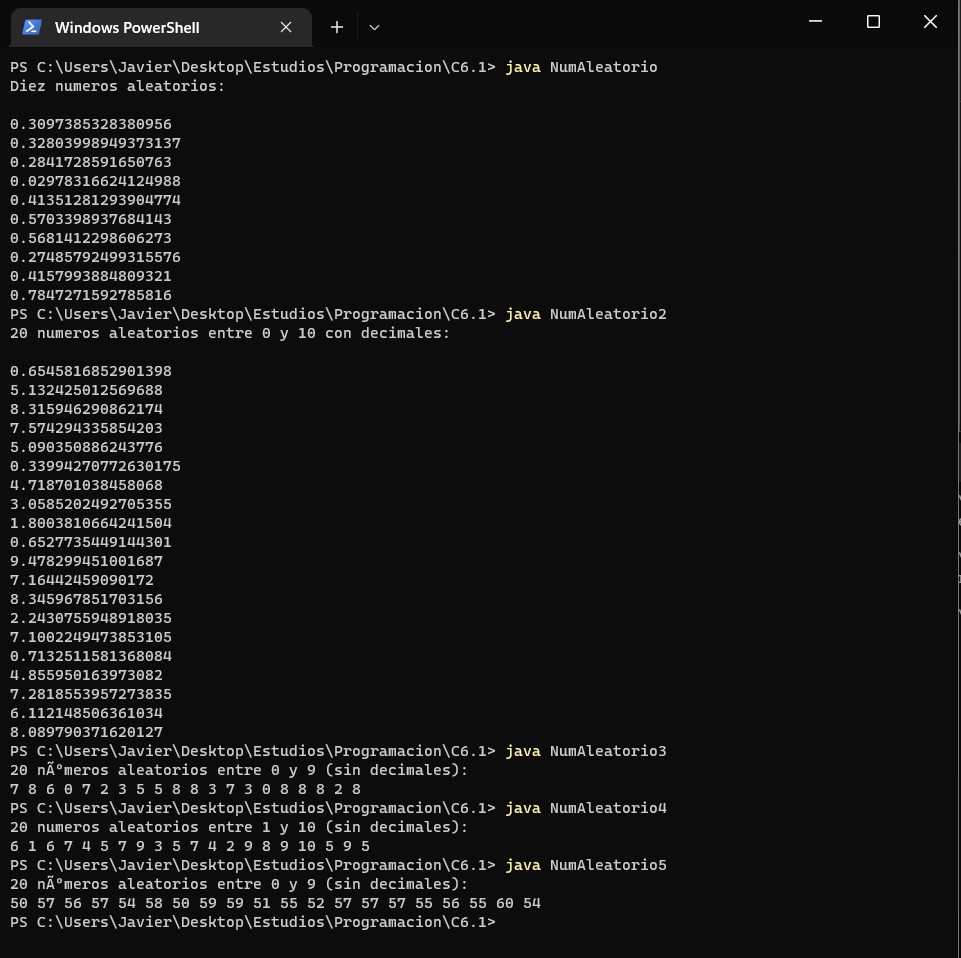 Windows PowerShell
PS C:\Users\Javier\Desktop\Estudios\Programacion\C6.1> java NumAleatorio
Diez numeros aleatorios:
0.3097385328380956
0.32803998949373137
0.2841728591650763
0.02978316624124988
0.41351281293904774
0.5703398937684143
0.5681412298606273
0.27485792499315576
0.4157993884809321
0.7847271592785816
PS C:\Users\Javier\Desktop\Estudios\Programacion\C6.1> java NumAleatorio2
20 numeros aleatorios entre 0 y 10 con decimales:
0.6545816852901398
5.132425012569688
8.315946290862174
7.574294335854203
5.090350886243776
0.33994270772630175
4.718701038458068
3.0585202492705355
1.8003810664241504
0.6527735449144301
9.478299451001687
7.16442459090172
8.345967851703156
2.2430755948918035
7.1002249473853105
0.7132511581368084
4.855950163973082
7.2818553957273835
6.112148506361034
8.089790371620127
PS C:\Users\Javier\Desktop\Estudios\Programacion\C6.1> java NumAleatorio3
20 nÃºmeros aleatorios entre 0 y 9 (sin decimales):
7 8 6 0 7 2 3 5 5 8 8 3 7 3 0 8 8 8 2 8
PS C:\Users\Javier\Desktop\Estudios\Programacion\C6.1> java NumAleatorio4
20 numeros aleatorios entre 1 y 10 (sin decimales):
6 1 6 7 4 5 7 9 3 5 7 4 2 9 8 9 10 5 9 5
PS C:\Users\Javier\Desktop\Estudios\Programacion\C6.1> java NumAleatorio5
20 nÃºmeros aleatorios entre 0 y 9 (sin decimales):
50 57 56 57 54 58 50 59 59 51 55 52 57 57 57 55 56 55 60 54
PS C:\Users\Javier\Desktop\Estudios\Programacion\C6.1>